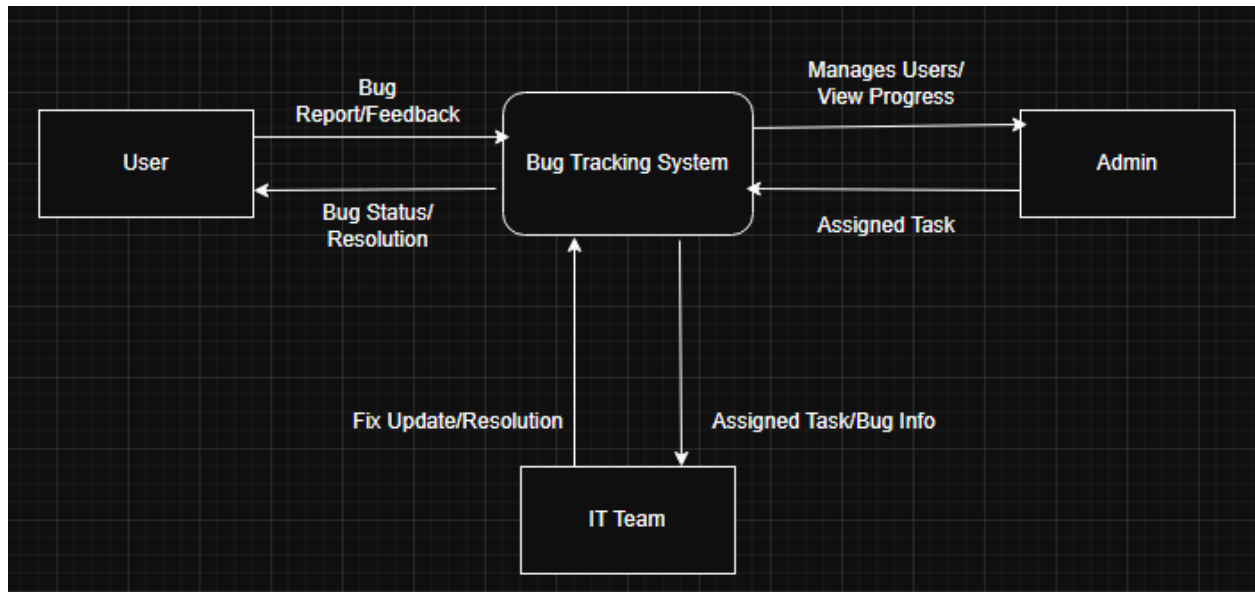 Manages Users/
View Progress
Bug
Report/Feedback
User
Bug Tracking System
Admin
Bug Status/
Resolution
Assigned Task
Fix Update/Resolution
Assigned Task/Bug Info
IT Team